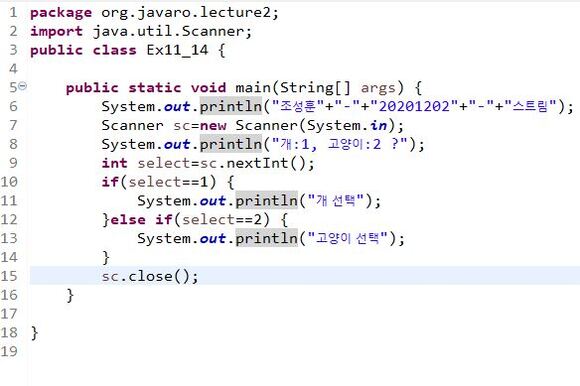 1 package org.javaro.lecture2;
2 import java.util.Scanner;
3 public class Ex11_14 {
4
5 public static void main(String[] args) {
6 System.out.println("조성훈"+"-"+"20201202"+"-"+"스트림");
7 Scanner sc=new Scanner(System.in);
8 System.out.println("개:1, 고양이:2 ?");
9 int select=sc.nextInt();
10 if(select==1) {
11 System.out.println("개 선택");
12 }else if(select==2) {
13 System.out.println("고양이 선택");
14 }
15 sc.close();
16 }
17
18 }
19